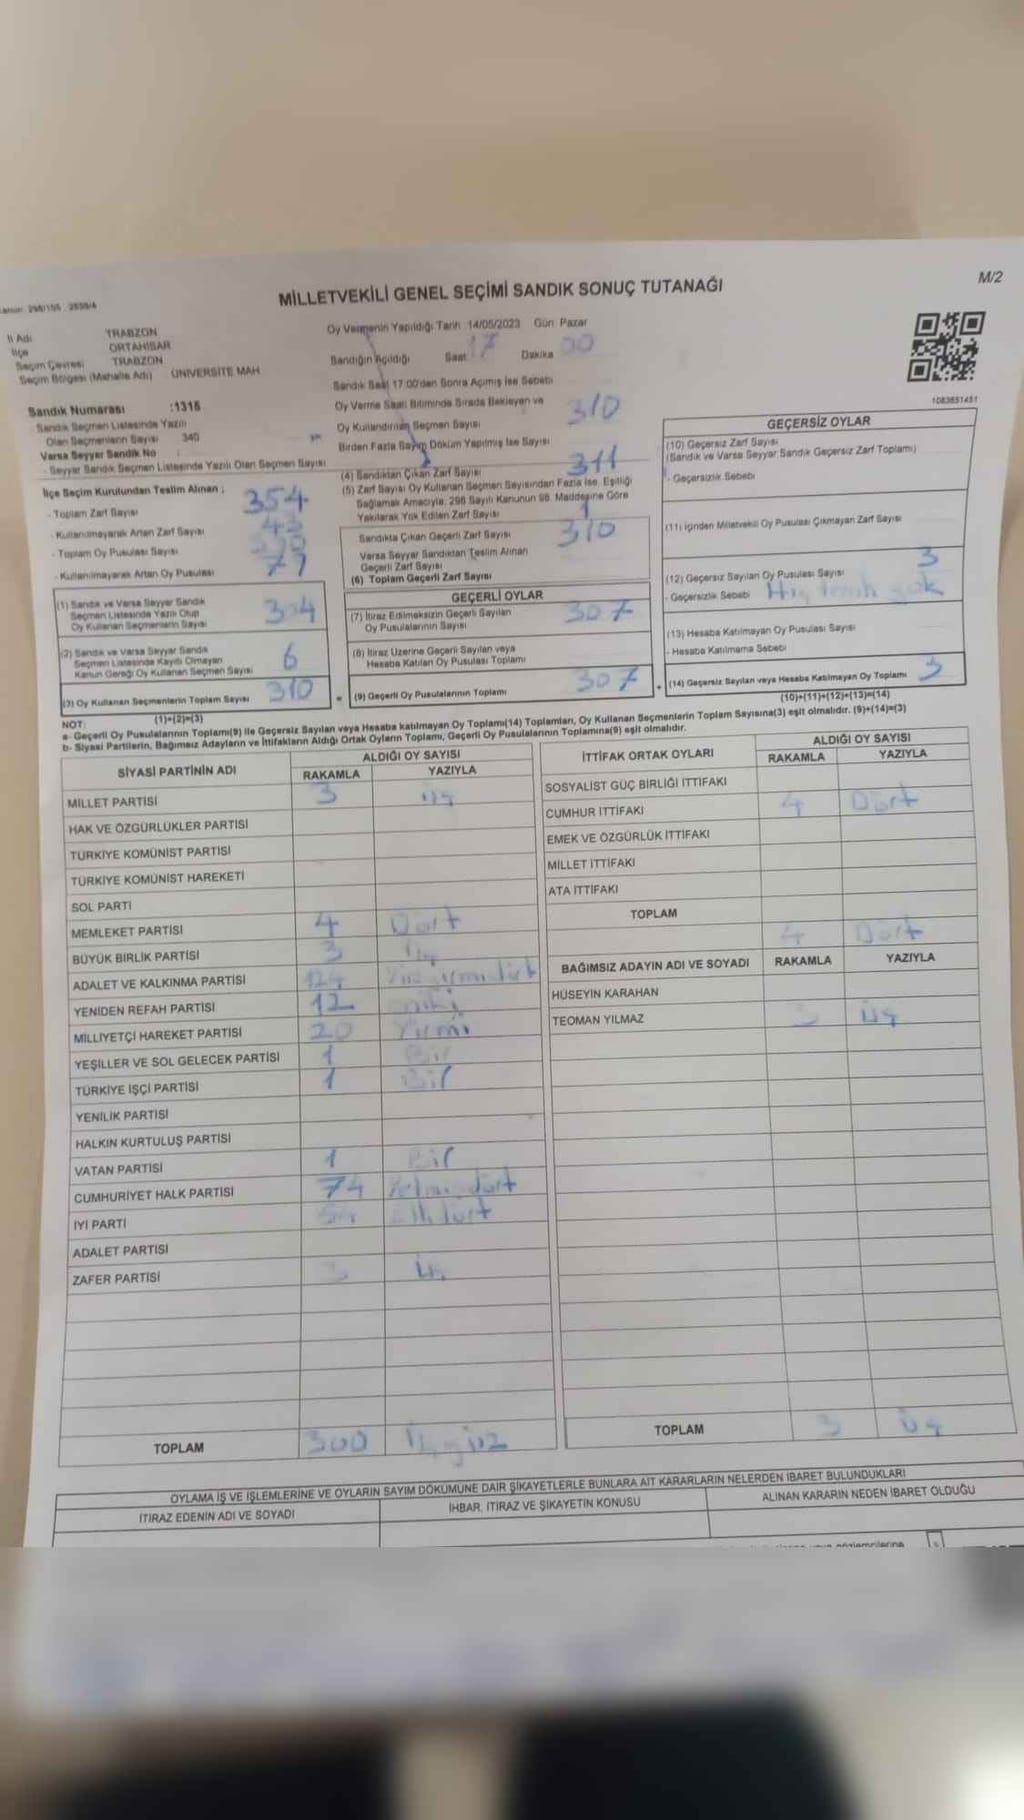 M/2
MİLLETVEKİLİ GENEL SEÇİMİ SANDIK SONUÇ TUTANAĞI
İl Adı TRABZON
İlçe ORTAHİSAR
Seçim Çevresi TRABZON
Seçim Bölgesi (Mahalle Adı) ÜNİVERSİTE MAH
Sandık Numarası :1315
Sandık Seçmen Listesinde Yazılı
Olan Seçmenlerin Sayısı 340
Varsa Seyyar Sandık No :
- Seyyar Sandık Seçmen Listesinde Yazılı Olan Seçmen Sayısı
İlçe Seçim Kurulundan Teslim Alınan ;
- Toplam Zarf Sayısı 354
- Kullanılmayarak Artan Zarf Sayısı 43
- Toplam Oy Pusulası Sayısı
- Kullanılmayarak Artan Oy Pusulası 77
(1) Sandık ve Varsa Seyyar Sandık
Seçmen Listesinde Yazılı Olup
Oy Kullanan Seçmenlerin Sayısı 304
(2) Sandık ve Varsa Seyyar Sandık
Seçmen Listesinde Kayıtlı Olmayan
Kanun Gereği Oy Kullanan Seçmen Sayısı 6
(3) Oy Kullanan Seçmenlerin Toplam Sayısı 310
(1)+(2)=(3)
Oy Vermenin Yapıldığı Tarih :14/05/2023 Gün: Pazar
Sandığın Açıldığı Saat 17 Dakika 00
Sandık Saat 17:00'den Sonra Açımış İse Sebebi
Oy Verme Saati Bitiminde Sırada Bekleyen ve
Oy Kullandırılan Seçmen Sayısı 310
Birden Fazla Sayım Döküm Yapılmış İse Sayısı
(4) Sandıktan Çıkan Zarf Sayısı 311
(5) Zarf Sayısı Oy Kullanan Seçmen Sayısından Fazla İse, Eşitliği
Sağlamak Amacıyla, 298 Sayılı Kanunun 98. Maddesine Göre
Yakılarak Yok Edilen Zarf Sayısı 1
Sandıkta Çıkan Geçerli Zarf Sayısı 310
Varsa Seyyar Sandıktan Teslim Alınan
Geçerli Zarf Sayısı
(6) Toplam Geçerli Zarf Sayısı
GEÇERLİ OYLAR
(7) İtiraz Edilmeksizin Geçerli Sayılan
Oy Pusulalarının Sayısı 307
(8) İtiraz Üzerine Geçerli Sayılan veya
Hesaba Katılan Oy Pusulası Toplamı
= (9) Geçerli Oy Pusulalarının Toplamı 307
1083651451
GEÇERSİZ OYLAR
(10) Geçersiz Zarf Sayısı
(Sandık ve Varsa Seyyar Sandık Geçersiz Zarf Toplamı)
- Geçersizlik Sebebi
(11) İçinden Milletvekili Oy Pusulası Çıkmayan Zarf Sayısı
(12) Geçersiz Sayılan Oy Pusulası Sayısı 3
- Geçersizlik Sebebi yok
(13) Hesaba Katılmayan Oy Pusulası Sayısı
- Hesaba Katılmama Sebebi
+ (14) Geçersiz Sayılan veya Hesaba Katılmayan Oy Toplamı 3
(10)+(11)+(12)+(13)=(14)
NOT:
a- Geçerli Oy Pusulalarının Toplamı(9) ile Geçersiz Sayılan veya Hesaba katılmayan Oy Toplamı(14) Toplamları, Oy Kullanan Seçmenlerin Toplam Sayısına(3) eşit olmalıdır. (9)+(14)=(3)
b- Siyasi Partilerin, Bağımsız Adayların ve İttifakların Aldığı Ortak Oyların Toplamı, Geçerli Oy Pusulalarının Toplamına(9) eşit olmalıdır.
SİYASİ PARTİNİN ADI ALDIĞI OY SAYISI
RAKAMLA YAZIYLA
MİLLET PARTİSİ 3 üç
HAK VE ÖZGÜRLÜKLER PARTİSİ
TÜRKİYE KOMÜNİST PARTİSİ
TÜRKİYE KOMÜNİST HAREKETİ
SOL PARTİ
MEMLEKET PARTİSİ 4 Dört
BÜYÜK BİRLİK PARTİSİ 3 üç
ADALET VE KALKINMA PARTİSİ 124 Yüzyirmidört
YENİDEN REFAH PARTİSİ 12 oniki
MİLLİYETÇİ HAREKET PARTİSİ 20 Yirmi
YEŞİLLER VE SOL GELECEK PARTİSİ 1 Bir
TÜRKİYE İŞÇİ PARTİSİ 1 Bir
YENİLİK PARTİSİ
HALKIN KURTULUŞ PARTİSİ
VATAN PARTİSİ 1 Bir
CUMHURİYET HALK PARTİSİ 74 Yetmişdört
İYİ PARTİ 54 Ellidört
ADALET PARTİSİ
ZAFER PARTİSİ 3 üç
TOPLAM 300 üçyüz
İTTİFAK ORTAK OYLARI ALDIĞI OY SAYISI
RAKAMLA YAZIYLA
SOSYALİST GÜÇ BİRLİĞİ İTTİFAKI
CUMHUR İTTİFAKI 4 Dört
EMEK VE ÖZGÜRLÜK İTTİFAKI
MİLLET İTTİFAKI
ATA İTTİFAKI
TOPLAM 4 Dört
BAĞIMSIZ ADAYIN ADI VE SOYADI RAKAMLA YAZIYLA
HÜSEYİN KARAHAN
TEOMAN YILMAZ 3 üç
TOPLAM 3 üç
OYLAMA İŞ VE İŞLEMLERİNE VE OYLARIN SAYIM DÖKÜMÜNE DAİR ŞİKAYETLERLE BUNLARA AİT KARARLARIN NELERDEN İBARET BULUNDUKLARI
İTİRAZ EDENİN ADI VE SOYADI İHBAR, İTİRAZ VE ŞİKAYETİN KONUSU ALINAN KARARIN NEDEN İBARET OLDUĞU